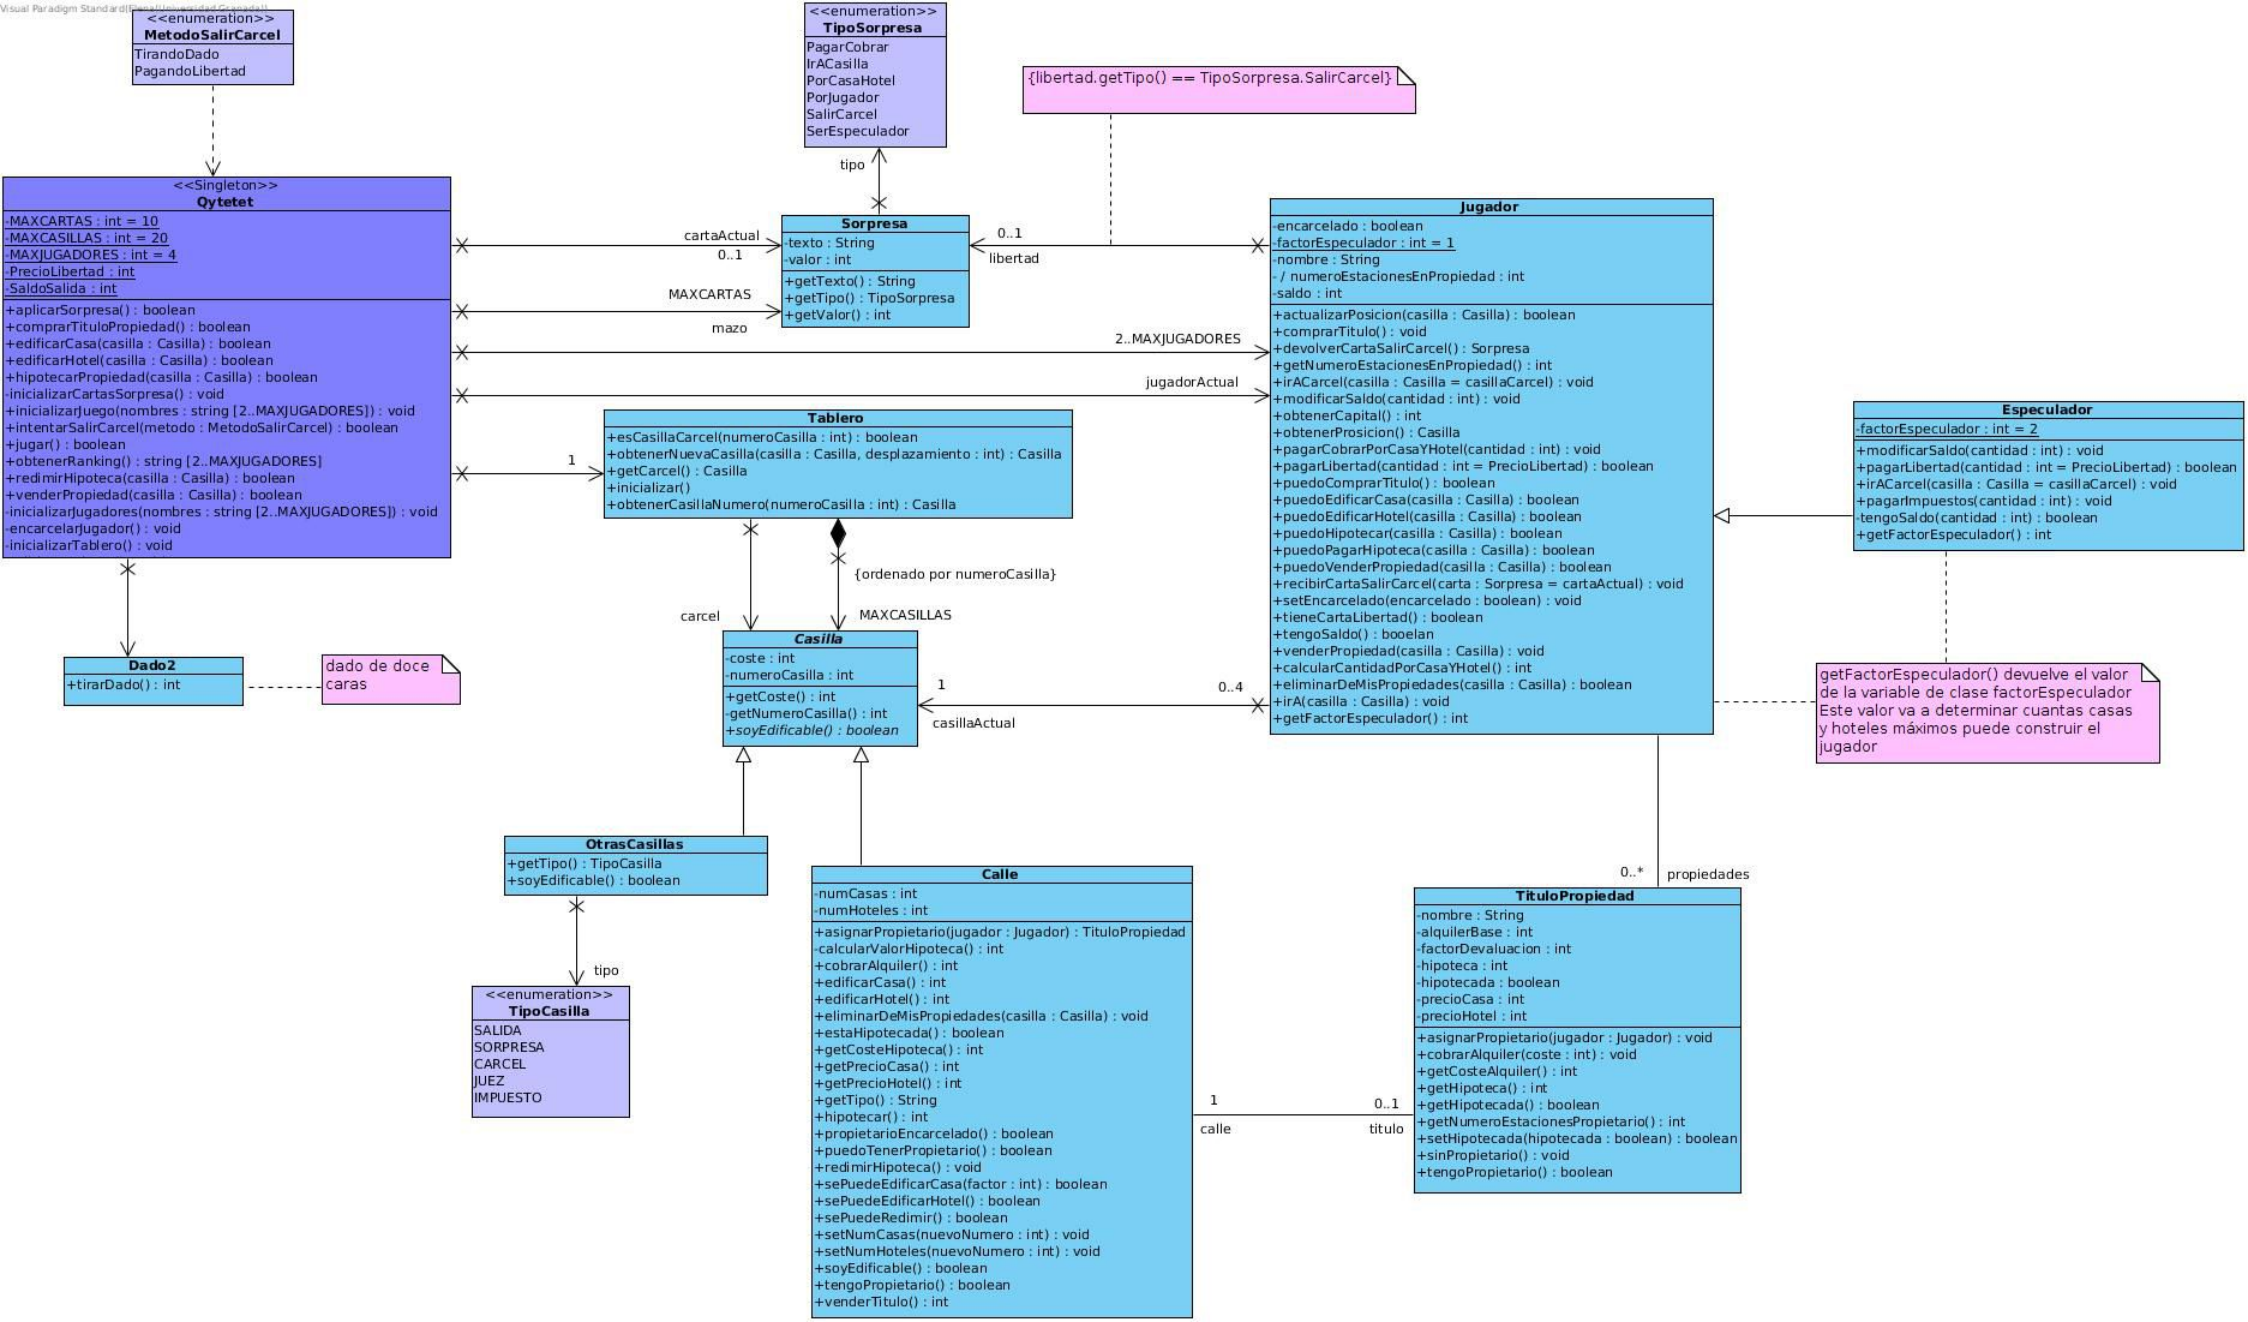 Visual Paradigm Standard(Elena(Universidad Granada))
<<enumeration>>
MetodoSalirCarcel
TirandoDado
PagandoLibertad
<<enumeration>>
TipoSorpresa
PagarCobrar
IrACasilla
PorCasaHotel
PorJugador
SalirCarcel
SerEspeculador
tipo
{libertad.getTipo() == TipoSorpresa.SalirCarcel}
<<Singleton>>
Qytetet
-MAXCARTAS : int = 10
-MAXCASILLAS : int = 20
-MAXJUGADORES : int = 4
-PrecioLibertad : int
-SaldoSalida : int
+aplicarSorpresa() : boolean
+comprarTituloPropiedad() : boolean
+edificarCasa(casilla : Casilla) : boolean
+edificarHotel(casilla : Casilla) : boolean
+hipotecarPropiedad(casilla : Casilla) : boolean
-inicializarCartasSorpresa() : void
+inicializarJuego(nombres : string [2..MAXJUGADORES]) : void
+intentarSalirCarcel(metodo : MetodoSalirCarcel) : boolean
+jugar() : boolean
+obtenerRanking() : string [2..MAXJUGADORES]
+redimirHipoteca(casilla : Casilla) : boolean
+venderPropiedad(casilla : Casilla) : boolean
-inicializarJugadores(nombres : string [2..MAXJUGADORES]) : void
-encarcelarJugador() : void
-inicializarTablero() : void
cartaActual
0..1
MAXCARTAS
mazo
Sorpresa
-texto : String
-valor : int
+getTexto() : String
+getTipo() : TipoSorpresa
+getValor() : int
0..1
libertad
2..MAXJUGADORES
jugadorActual
1
Jugador
-encarcelado : boolean
-factorEspeculador : int = 1
-nombre : String
- / numeroEstacionesEnPropiedad : int
-saldo : int
+actualizarPosicion(casilla : Casilla) : boolean
+comprarTitulo() : void
+devolverCartaSalirCarcel() : Sorpresa
+getNumeroEstacionesEnPropiedad() : int
+irACarcel(casilla : Casilla = casillaCarcel) : void
+modificarSaldo(cantidad : int) : void
+obtenerCapital() : int
+obtenerProsicion() : Casilla
+pagarCobrarPorCasaYHotel(cantidad : int) : void
+pagarLibertad(cantidad : int = PrecioLibertad) : boolean
+puedoComprarTitulo() : boolean
+puedoEdificarCasa(casilla : Casilla) : boolean
+puedoEdificarHotel(casilla : Casilla) : boolean
+puedoHipotecar(casilla : Casilla) : boolean
+puedoPagarHipoteca(casilla : Casilla) : boolean
+puedoVenderPropiedad(casilla : Casilla) : boolean
+recibirCartaSalirCarcel(carta : Sorpresa = cartaActual) : void
+setEncarcelado(encarcelado : boolean) : void
+tieneCartaLibertad() : boolean
+tengoSaldo() : booelan
+venderPropiedad(casilla : Casilla) : void
+calcularCantidadPorCasaYHotel() : int
+eliminarDeMisPropiedades(casilla : Casilla) : boolean
+irA(casilla : Casilla) : void
+getFactorEspeculador() : int
Especulador
-factorEspeculador : int = 2
+modificarSaldo(cantidad : int) : void
+pagarLibertad(cantidad : int = PrecioLibertad) : boolean
+irACarcel(casilla : Casilla = casillaCarcel) : void
+pagarImpuestos(cantidad : int) : void
-tengoSaldo(cantidad : int) : boolean
+getFactorEspeculador() : int
getFactorEspeculador() devuelve el valor
de la variable de clase factorEspeculador
Este valor va a determinar cuantas casas
y hoteles máximos puede construir el
jugador
Tablero
+esCasillaCarcel(numeroCasilla : int) : boolean
+obtenerNuevaCasilla(casilla : Casilla, desplazamiento : int) : Casilla
+getCarcel() : Casilla
+inicializar()
+obtenerCasillaNumero(numeroCasilla : int) : Casilla
{ordenado por numeroCasilla}
carcel
MAXCASILLAS
Dado2
+tirarDado() : int
dado de doce
caras
Casilla
-coste : int
-numeroCasilla : int
+getCoste() : int
-getNumeroCasilla() : int
+soyEdificable() : boolean
1
casillaActual
0..4
OtrasCasillas
+getTipo() : TipoCasilla
+soyEdificable() : boolean
tipo
<<enumeration>>
TipoCasilla
SALIDA
SORPRESA
CARCEL
JUEZ
IMPUESTO
Calle
-numCasas : int
-numHoteles : int
+asignarPropietario(jugador : Jugador) : TituloPropiedad
-calcularValorHipoteca() : int
+cobrarAlquiler() : int
+edificarCasa() : int
+edificarHotel() : int
+eliminarDeMisPropiedades(casilla : Casilla) : void
+estaHipotecada() : boolean
+getCosteHipoteca() : int
+getPrecioCasa() : int
+getPrecioHotel() : int
+getTipo() : String
+hipotecar() : int
+propietarioEncarcelado() : boolean
+puedoTenerPropietario() : boolean
+redimirHipoteca() : void
+sePuedeEdificarCasa(factor : int) : boolean
+sePuedeEdificarHotel() : boolean
+sePuedeRedimir() : boolean
+setNumCasas(nuevoNumero : int) : void
+setNumHoteles(nuevoNumero : int) : void
+soyEdificable() : boolean
+tengoPropietario() : boolean
+venderTitulo() : int
1
calle
0..1
titulo
0..*
propiedades
TituloPropiedad
-nombre : String
-alquilerBase : int
-factorDevaluacion : int
-hipoteca : int
-hipotecada : boolean
-precioCasa : int
-precioHotel : int
+asignarPropietario(jugador : Jugador) : void
+cobrarAlquiler(coste : int) : void
+getCosteAlquiler() : int
+getHipoteca() : int
+getHipotecada() : boolean
+getNumeroEstacionesPropietario() : int
+setHipotecada(hipotecada : boolean) : boolean
+sinPropietario() : void
+tengoPropietario() : boolean